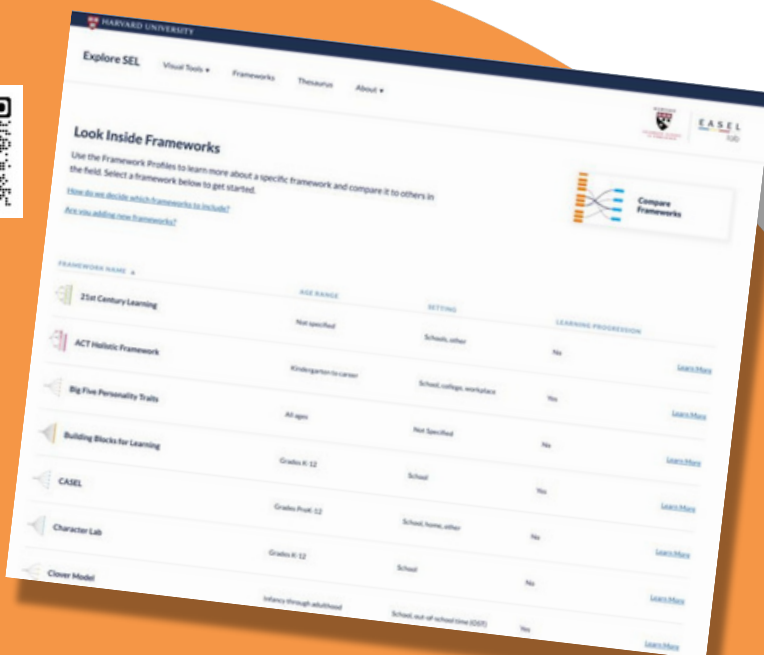 HARVARD UNIVERSITY
Explore SEL
Visual Tools ▾
Frameworks
Thesaurus
About ▾
EASEL
lab
Look Inside Frameworks
Use the Framework Profiles to learn more about a specific framework and compare it to others in
the field. Select a framework below to get started.
How do we decide which frameworks to include?
Are you adding new frameworks?
Compare
Frameworks
FRAMEWORK NAME ▲ AGE RANGE SETTING LEARNING PROGRESSION
21st Century Learning Not specified Schools, other No Learn More
ACT Holistic Framework Kindergarten to career School, college, workplace Yes Learn More
Big Five Personality Traits All ages Not Specified No Learn More
Building Blocks for Learning Grades K-12 School Yes Learn More
CASEL Grades PreK-12 School, home, other No Learn More
Character Lab Grades K-12 School No Learn More
Clover Model Infancy through adulthood School, out-of-school time (OST) Yes Learn More